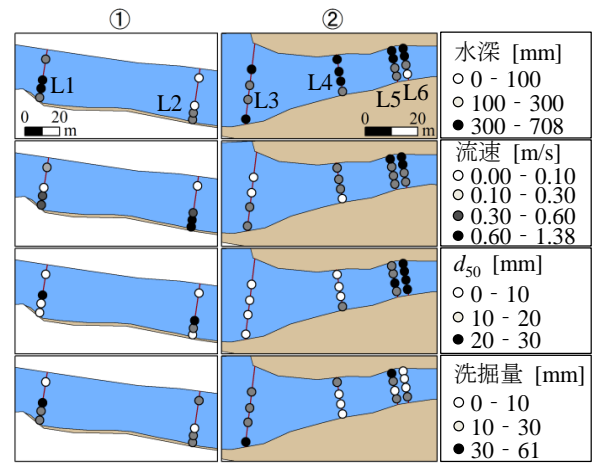 ① ②
L1
L2
0 20
m
L3
L4
L5
L6
0 20
m
水深 [mm]
0 - 100
100 - 300
300 - 708
流速 [m/s]
0.00 - 0.10
0.10 - 0.30
0.30 - 0.60
0.60 - 1.38
d50 [mm]
0 - 10
10 - 20
20 - 30
洗掘量 [mm]
0 - 10
10 - 30
30 - 61